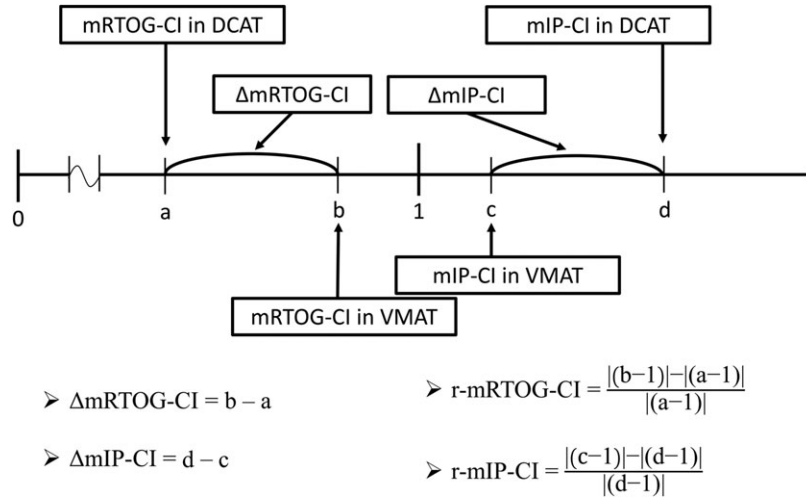 mRTOG-CI in DCAT
mIP-CI in DCAT
ΔmRTOG-CI
ΔmIP-CI
0
a
b
1
c
d
mIP-CI in VMAT
mRTOG-CI in VMAT
➤ ΔmRTOG-CI = b – a
➤ r-mRTOG-CI = |(b−1)|−|(a−1)| / |(a−1)|
➤ ΔmIP-CI = d – c
➤ r-mIP-CI = |(c−1)|−|(d−1)| / |(d−1)|